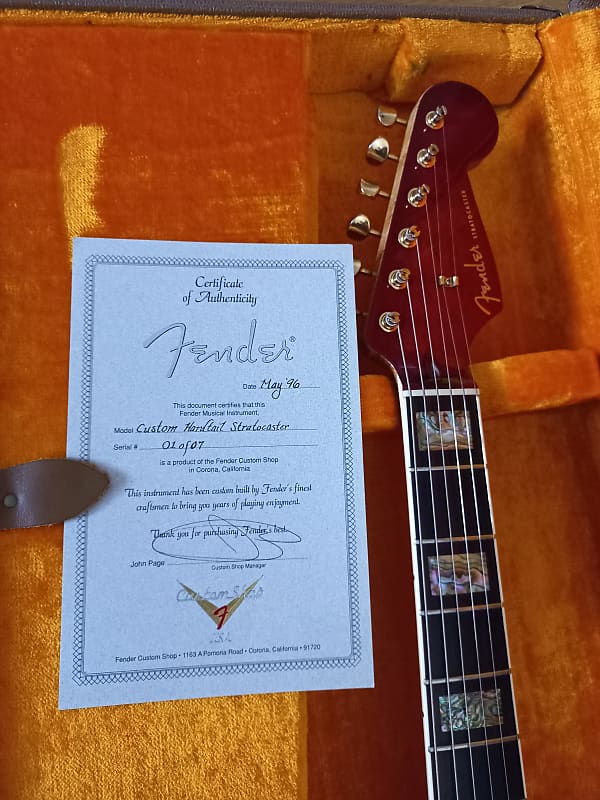 Certificate
of Authenticity
Fender®
Date May '96
This document certifies that this
Fender Musical Instrument,
Model Custom Hardtail Stratocaster
Serial # 01 of 07
is a product of the Fender Custom Shop
in Corona, California
This instrument has been custom built by Fender's finest
craftsmen to bring you years of playing enjoyment.
Thank you for purchasing Fender's best.
John Page
Custom Shop Manager
Custom Shop
F
USA
Fender Custom Shop • 1163 A Pomona Road • Corona, California • 91720
Fender
STRATOCASTER